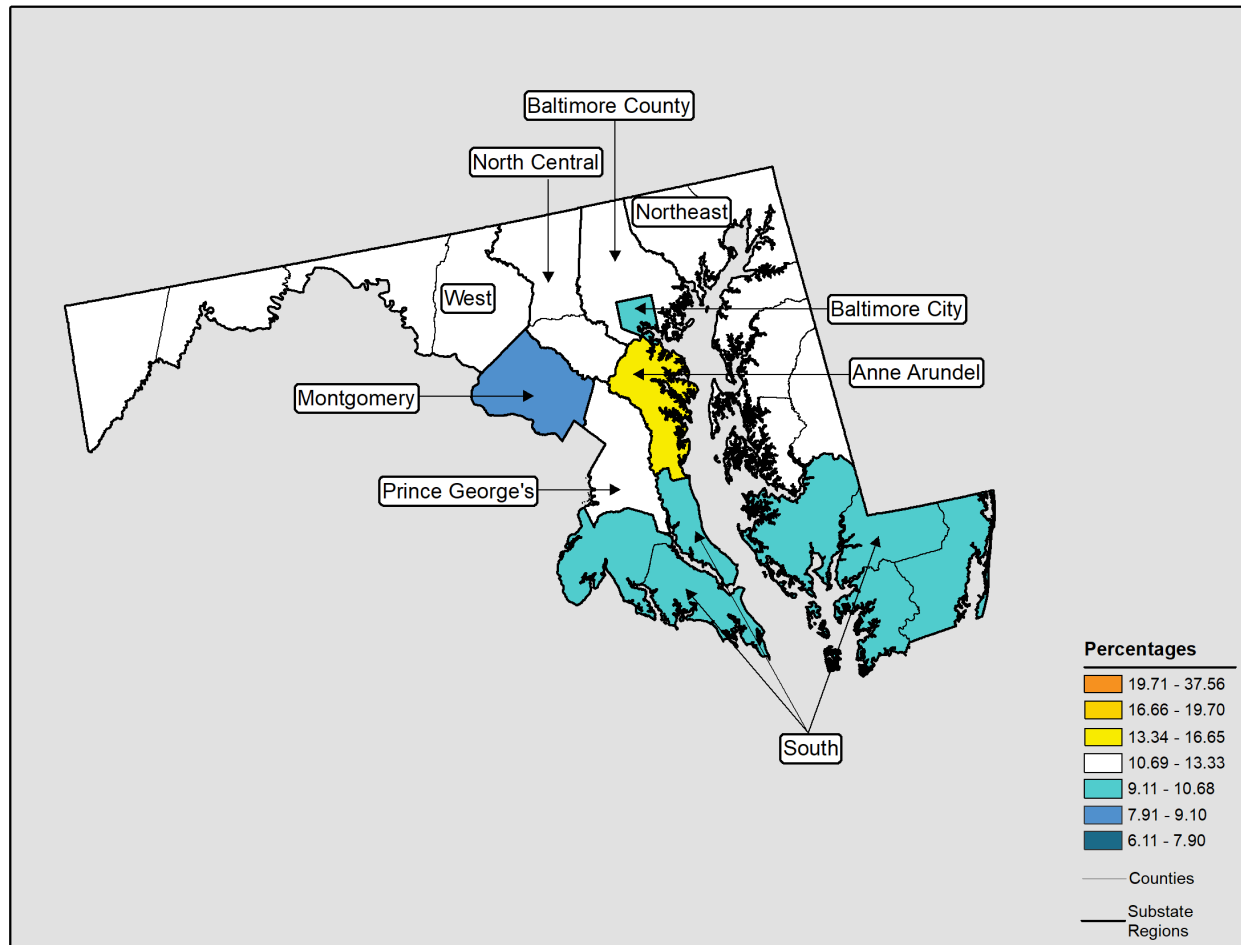 Baltimore County
North Central
Northeast
West
Baltimore City
Anne Arundel
Montgomery
Prince George's
South
Percentages
19.71 - 37.56
16.66 - 19.70
13.34 - 16.65
10.69 - 13.33
9.11 - 10.68
7.91 - 9.10
6.11 - 7.90
Counties
Substate
Regions